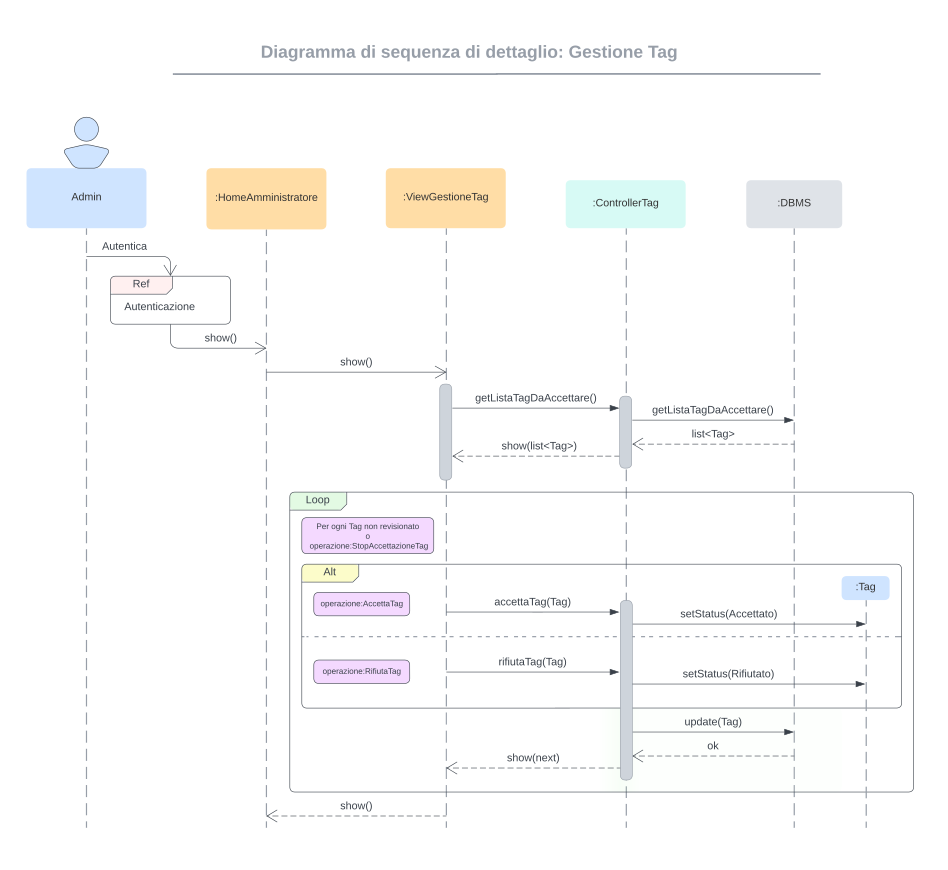 Diagramma di sequenza di dettaglio: Gestione Tag
Admin
:HomeAmministratore
:ViewGestioneTag
:ControllerTag
:DBMS
Autentica
Ref
Autenticazione
show()
show()
getListaTagDaAccettare()
getListaTagDaAccettare()
list<Tag>
show(list<Tag>)
Loop
Per ogni Tag non revisionato
o
operazione:StopAccettazioneTag
Alt
:Tag
operazione:AccettaTag
accettaTag(Tag)
setStatus(Accettato)
operazione:RifiutaTag
rifiutaTag(Tag)
setStatus(Rifiutato)
update(Tag)
ok
show(next)
show()